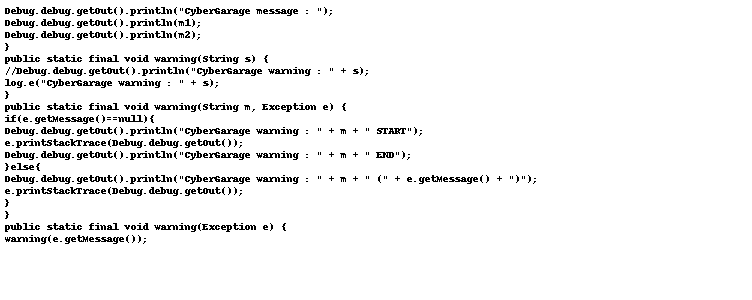 Debug.debug.getOut().println("CyberGarage message : ");
Debug.debug.getOut().println(m1);
Debug.debug.getOut().println(m2);
}
public static final void warning(String s) {
//Debug.debug.getOut().println("CyberGarage warning : " + s);
log.e("CyberGarage warning : " + s);
}
public static final void warning(String m, Exception e) {
if(e.getMessage()==null){
Debug.debug.getOut().println("CyberGarage warning : " + m + " START");
e.printStackTrace(Debug.debug.getOut());
Debug.debug.getOut().println("CyberGarage warning : " + m + " END");
}else{
Debug.debug.getOut().println("CyberGarage warning : " + m + " (" + e.getMessage() + ")");
e.printStackTrace(Debug.debug.getOut());
}
}
public static final void warning(Exception e) {
warning(e.getMessage());